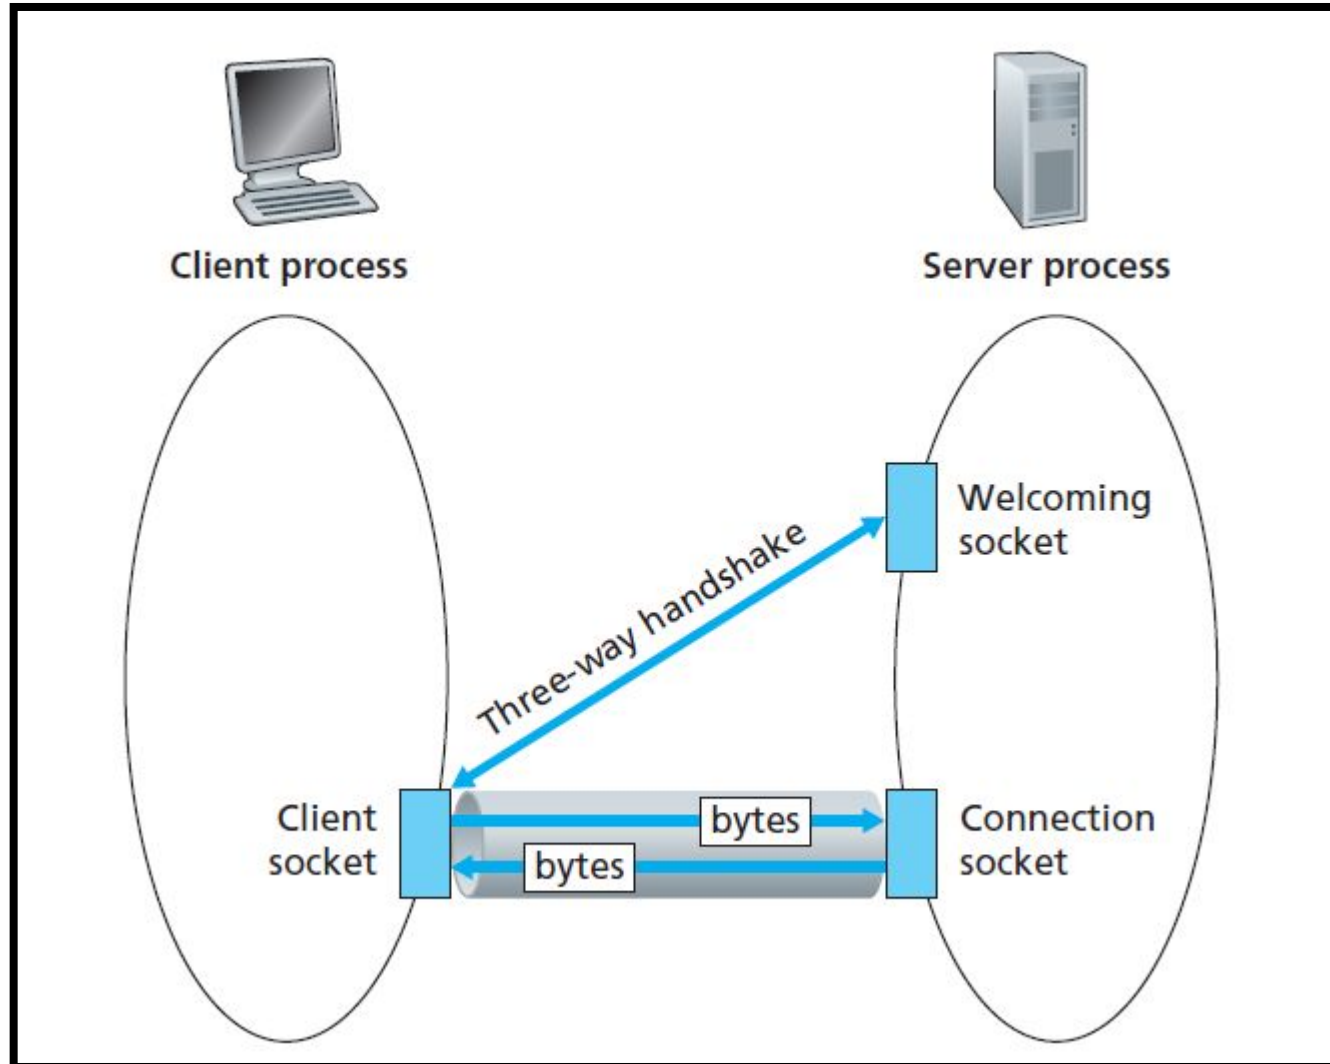 Client process
Server process
Welcoming
socket
Three-way handshake
Client
socket
bytes
bytes
Connection
socket